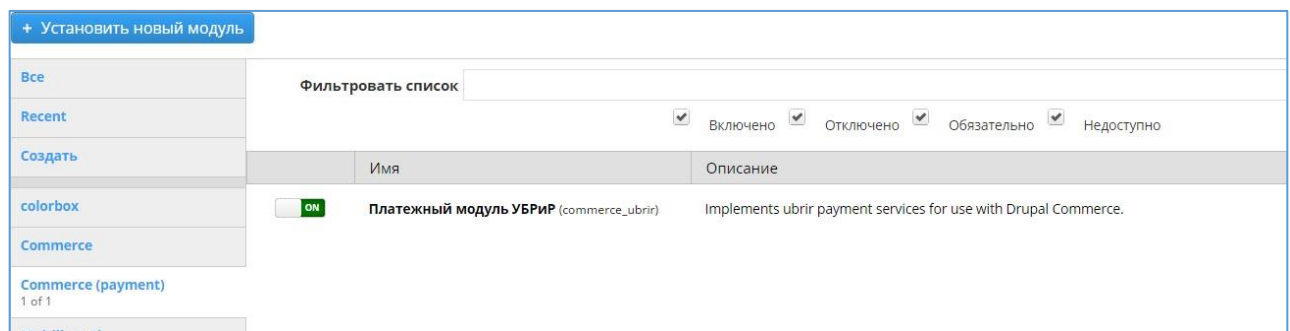 + Установить новый модуль
Все
Recent
Создать
colorbox
Commerce
Commerce (payment)
1 of 1
Фильтровать список
Включено Отключено Обязательно Недоступно
Имя Описание
ON Платежный модуль УБРиР (commerce_ubrir) Implements ubrir payment services for use with Drupal Commerce.